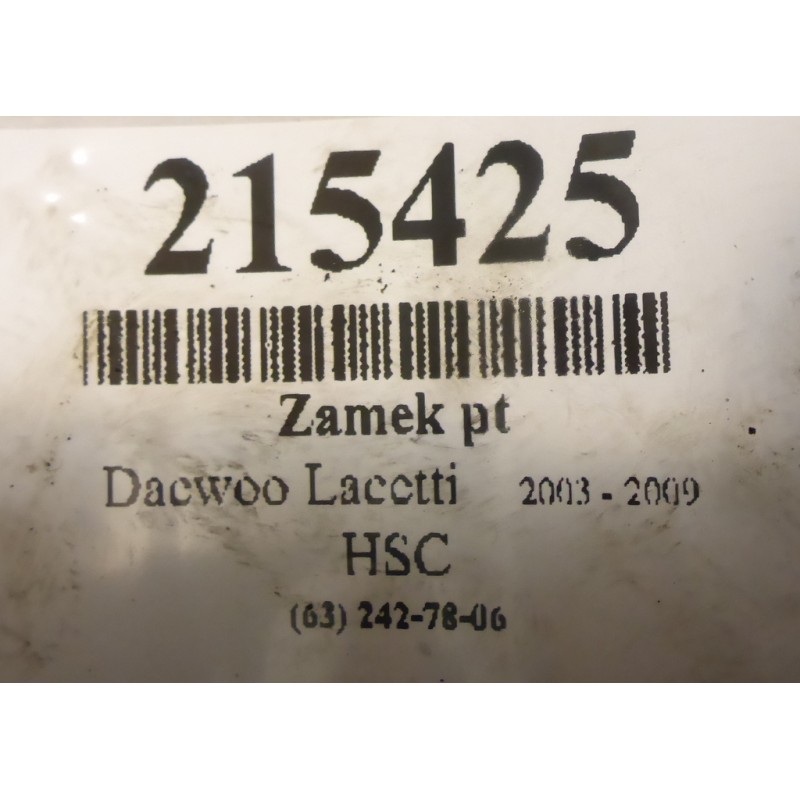 215425
Zamek pt
Daewoo Lacetti 2003 - 2009
HSC
(63) 242-78-06